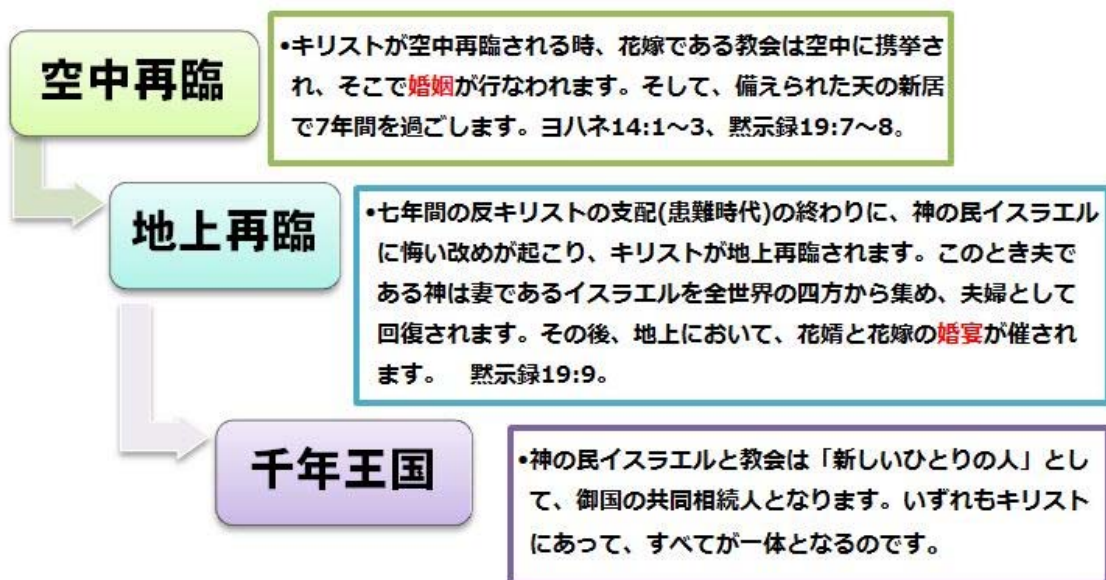 空中再臨
•キリストが空中再臨される時、花嫁である教会は空中に携挙さ
れ、そこで婚姻が行なわれます。そして、備えられた天の新居
で7年間を過ごします。ヨハネ14:1～3、黙示録19:7～8。
地上再臨
•七年間の反キリストの支配(患難時代)の終わりに、神の民イスラエル
に悔い改めが起こり、キリストが地上再臨されます。このとき夫で
ある神は妻であるイスラエルを全世界の四方から集め、夫婦として
回復されます。その後、地上において、花婿と花嫁の婚宴が催され
ます。　黙示録19:9。
千年王国
•神の民イスラエルと教会は「新しいひとりの人」とし
て、御国の共同相続人となります。いずれもキリスト
にあって、すべてが一体となるのです。